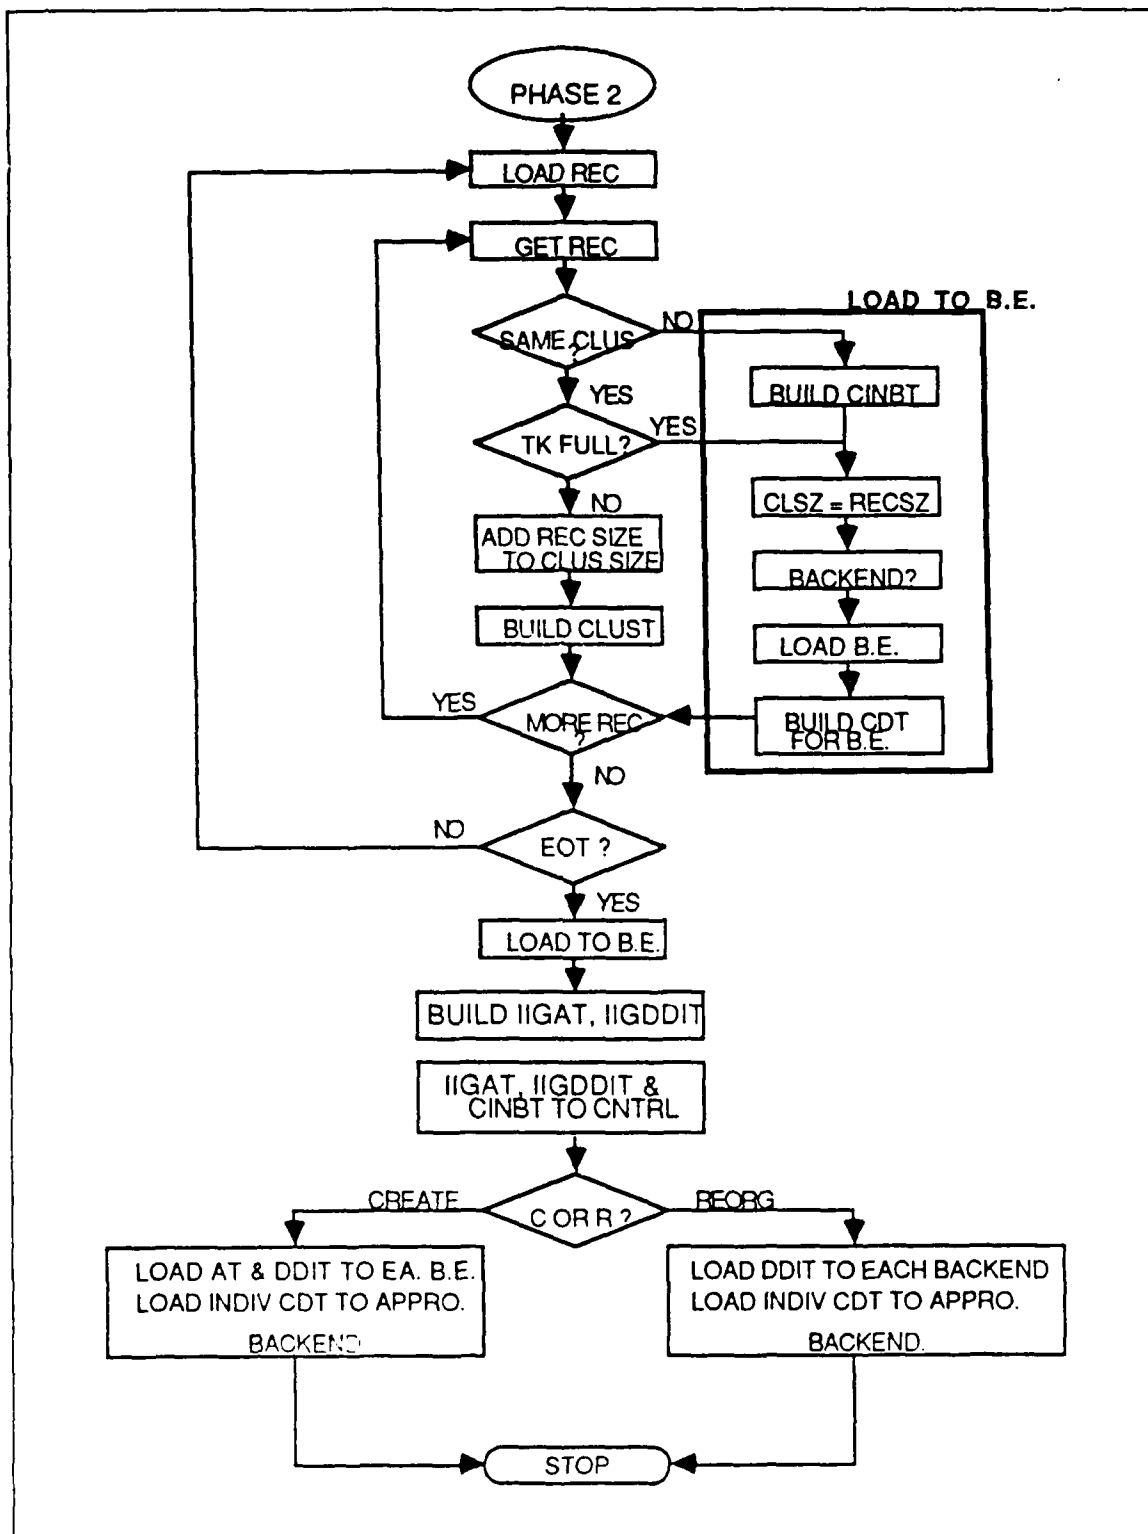 PHASE 2
LOAD REC
GET REC
SAME CLUS
?
NO
YES
LOAD TO B.E.
BUILD CINBT
TK FULL?
YES
NO
CLSZ = RECSZ
ADD REC SIZE
TO CLUS SIZE
BACKEND?
BUILD CLUST
LOAD B.E.
YES
MORE REC
?
BUILD CDT
FOR B.E.
NO
NO
EOT ?
YES
LOAD TO B.E.
BUILD IIGAT, IIGDDIT
IIGAT, IIGDDIT &
CINBT TO CNTRL
CREATE
C OR R ?
REORG
LOAD AT & DDIT TO EA. B.E.
LOAD INDIV CDT TO APPRO.
BACKEND
LOAD DDIT TO EACH BACKEND
LOAD INDIV CDT TO APPRO.
BACKEND.
STOP